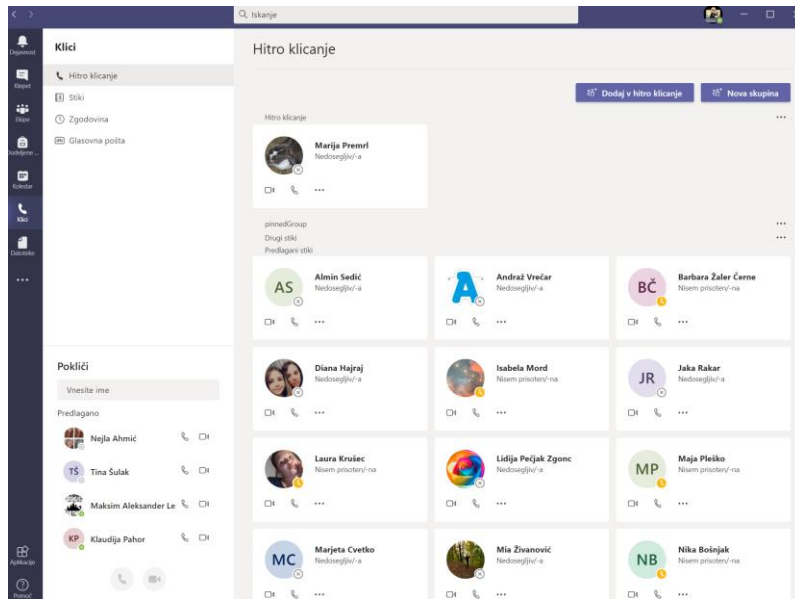 Iskanje
Dejavnost
Klepet
Ekipe
Dodeljene ...
Koledar
Klici
Datoteke
Aplikacije
Pomoč
Klici
Hitro klicanje
Stiki
Zgodovina
Glasovna pošta
Pokliči
Vnesite ime
Predlagano
Nejla Ahmić
TŠ Tina Šulak
Maksim Aleksander Le
KP Klaudija Pahor
Hitro klicanje
Dodaj v hitro klicanje
Nova skupina
Hitro klicanje
Marija Premrl
Nedosegljiv/-a
pinnedGroup
Drugi stiki
Predlagani stiki
AS Almin Sedić
Nedosegljiv/-a
Andraž Vrečar
Nedosegljiv/-a
BČ Barbara Žaler Černe
Nisem prisoten/-na
Diana Hajraj
Nedosegljiv/-a
Isabela Mord
Nisem prisoten/-na
JR Jaka Rakar
Nedosegljiv/-a
Laura Krušec
Nisem prisoten/-na
Lidija Pečjak Zgonc
Nedosegljiv/-a
MP Maja Pleško
Nisem prisoten/-na
MC Marjeta Cvetko
Nedosegljiv/-a
Mia Živanović
Nedosegljiv/-a
NB Nika Bošnjak
Nisem prisoten/-na